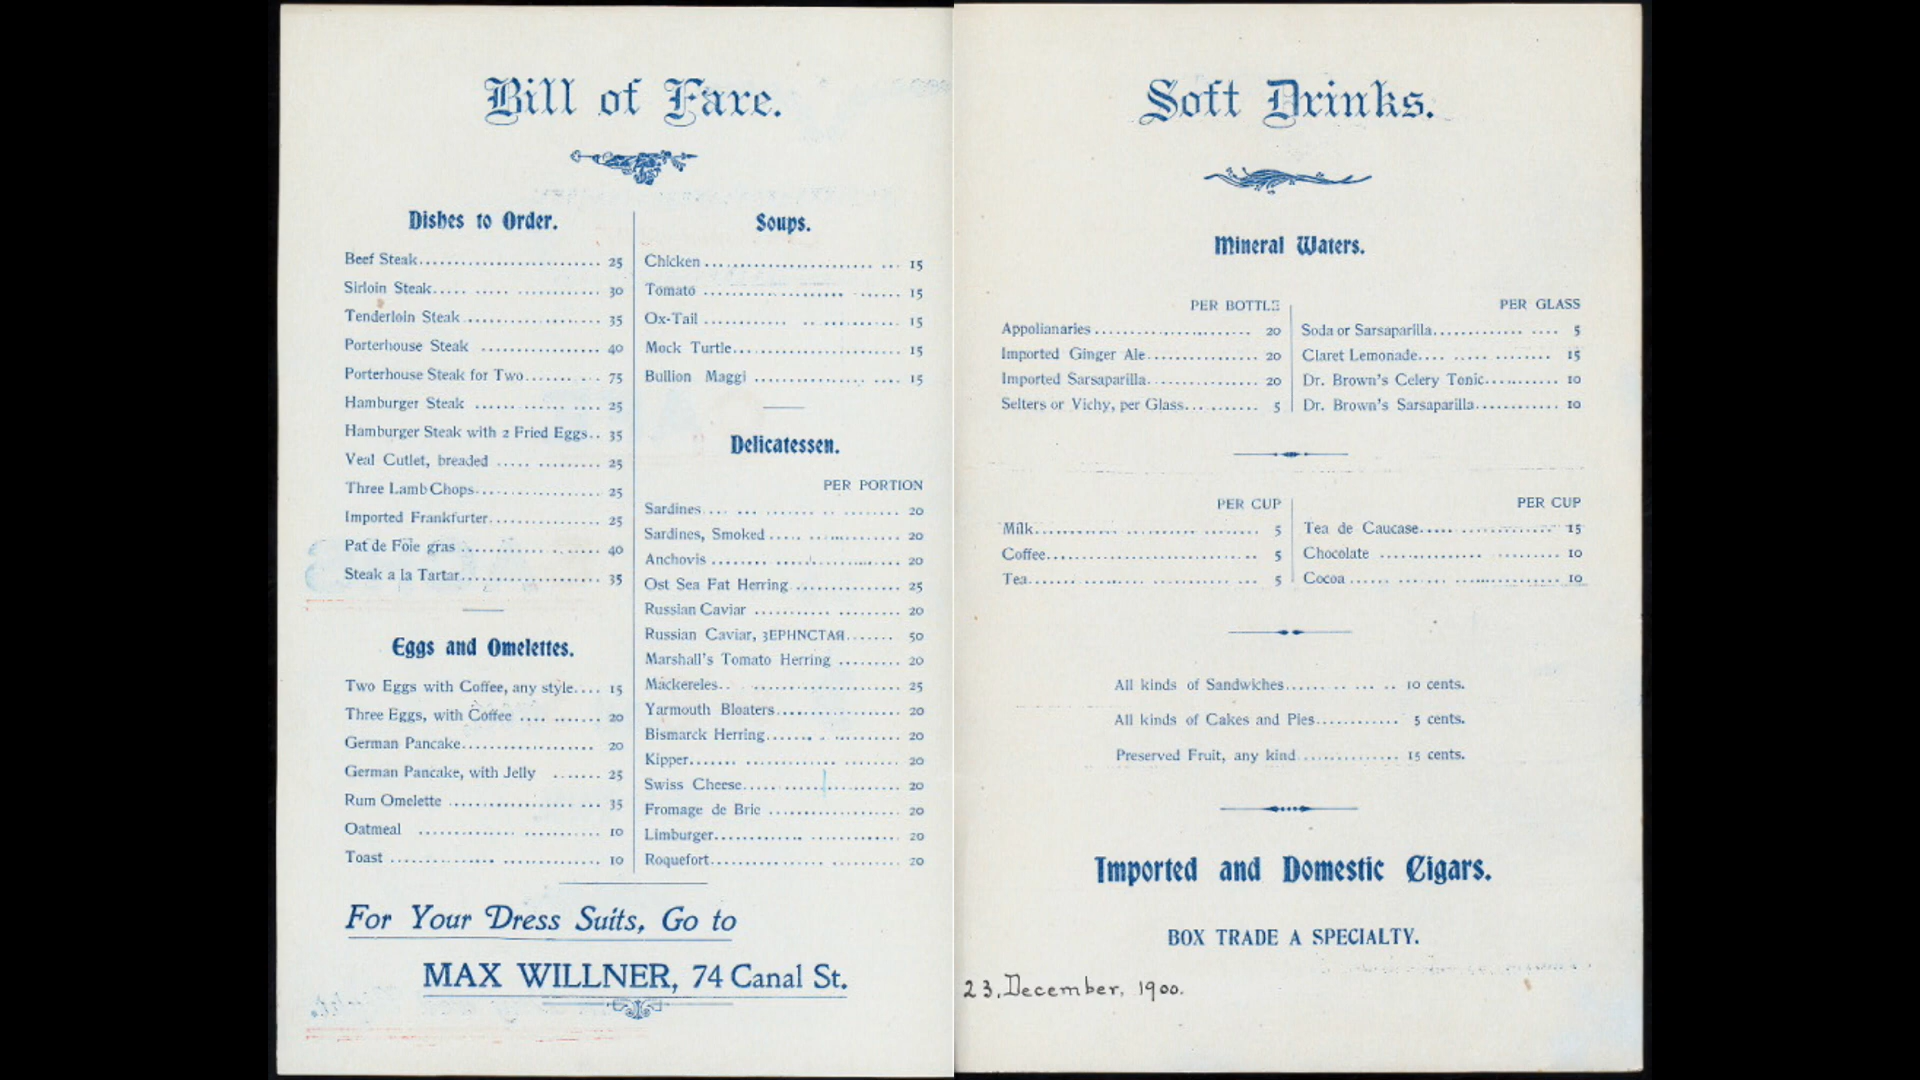 Bill of Fare.
Dishes to Order.
Beef Steak 25
Sirloin Steak 30
Tenderloin Steak 35
Porterhouse Steak 40
Porterhouse Steak for Two 75
Hamburger Steak 25
Hamburger Steak with 2 Fried Eggs 35
Veal Cutlet, breaded 25
Three Lamb Chops 25
Imported Frankfurter 25
Pat de Foie gras 40
Steak a la Tartar 35
Eggs and Omelettes.
Two Eggs with Coffee, any style 15
Three Eggs, with Coffee 20
German Pancake 20
German Pancake, with Jelly 25
Rum Omelette 35
Oatmeal 10
Toast 10
Soups.
Chicken 15
Tomato 15
Ox-Tail 15
Mock Turtle 15
Bullion Maggi 15
Delicatessen.
PER PORTION
Sardines 20
Sardines, Smoked 20
Anchovis 20
Ost Sea Fat Herring 25
Russian Caviar 20
Russian Caviar, ЗЕРНСТАЯ 50
Marshall's Tomato Herring 20
Mackereles 25
Yarmouth Bloaters 20
Bismarck Herring 20
Kipper 20
Swiss Cheese 20
Fromage de Brie 20
Limburger 20
Roquefort 20
For Your Dress Suits, Go to
MAX WILLNER, 74 Canal St.
Soft Drinks.
Mineral Waters.
PER BOTTLE
Appolianaries 20
Imported Ginger Ale 20
Imported Sarsaparilla 20
Selters or Vichy, per Glass 5
PER GLASS
Soda or Sarsaparilla 5
Claret Lemonade 15
Dr. Brown's Celery Tonic 10
Dr. Brown's Sarsaparilla 10
PER CUP
Milk 5
Coffee 5
Tea 5
PER CUP
Tea de Caucase 15
Chocolate 10
Cocoa 10
All kinds of Sandwiches 10 cents.
All kinds of Cakes and Pies 5 cents.
Preserved Fruit, any kind 15 cents.
Imported and Domestic Cigars.
BOX TRADE A SPECIALTY.
23. December, 1900.